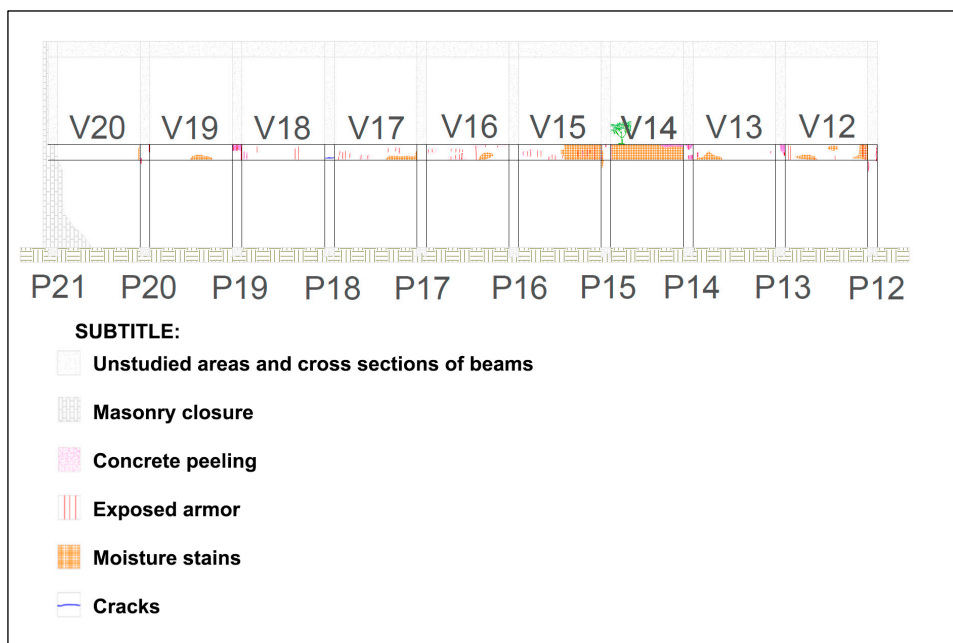 V20 V19 V18 V17 V16 V15 V14 V13 V12
P21 P20 P19 P18 P17 P16 P15 P14 P13 P12
SUBTITLE:
Unstudied areas and cross sections of beams
Masonry closure
Concrete peeling
Exposed armor
Moisture stains
Cracks